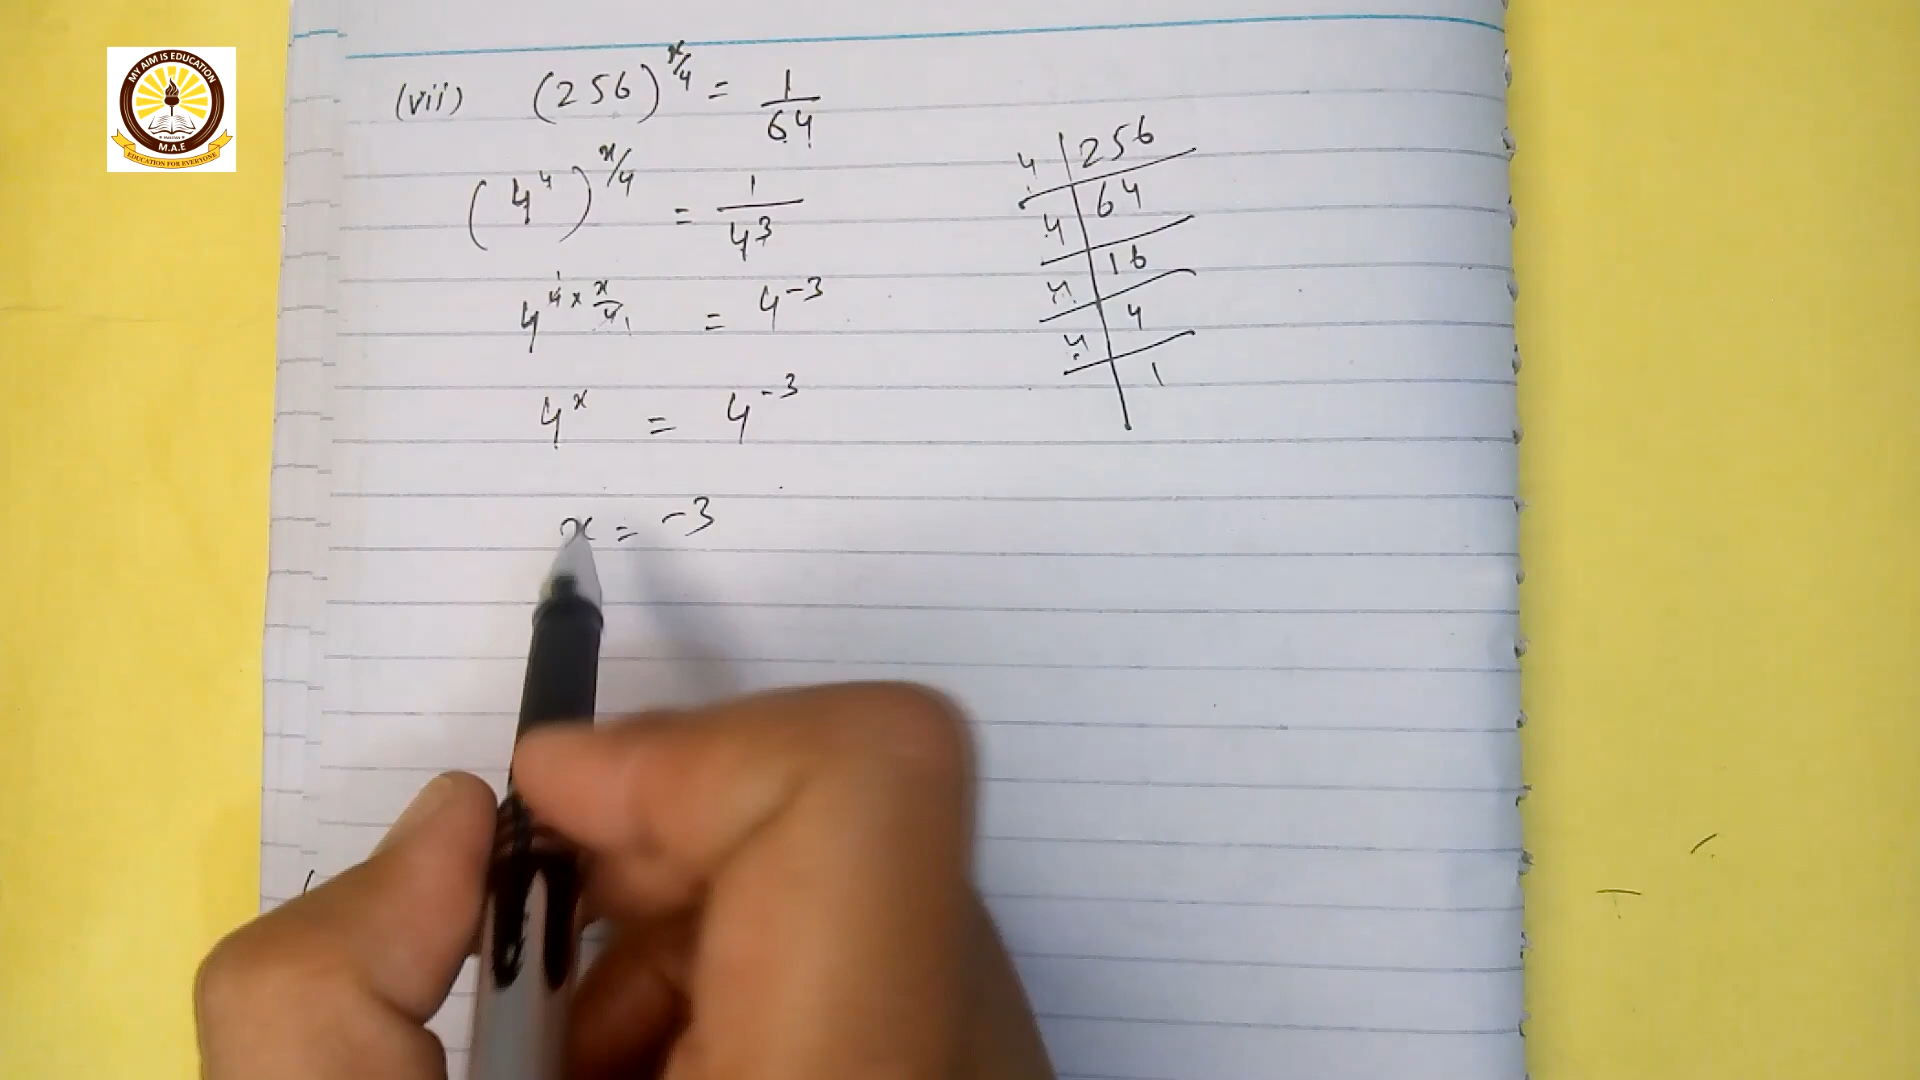 MY AIM IS EDUCATION
M.A.E
EDUCATION FOR EVERYONE
(vii) (256)^{x/4} = 1/64
(4^4)^{x/4} = 1/4^3
4^{4 × x/4} = 4^{-3}
4^x = 4^{-3}
x = -3
4 | 256
4 | 64
4 | 16
4 | 4
1